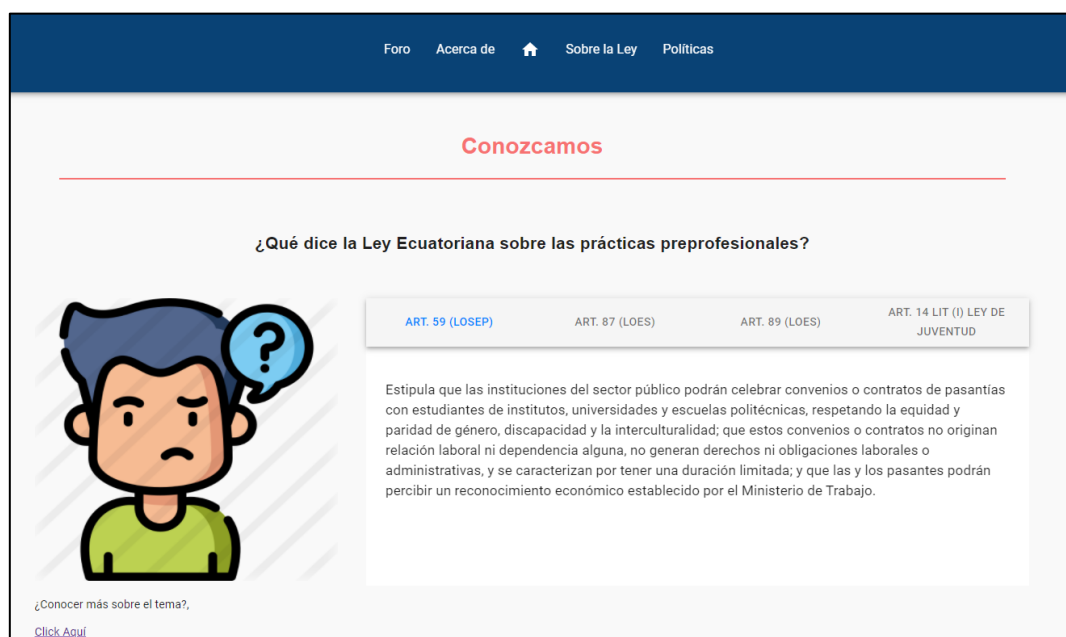 Foro Acerca de Sobre la Ley Políticas
Conozcamos
¿Qué dice la Ley Ecuatoriana sobre las prácticas preprofesionales?
?
ART. 59 (LOSEP) ART. 87 (LOES) ART. 89 (LOES) ART. 14 LIT (I) LEY DE
JUVENTUD
Estipula que las instituciones del sector público podrán celebrar convenios o contratos de pasantías
con estudiantes de institutos, universidades y escuelas politécnicas, respetando la equidad y
paridad de género, discapacidad y la interculturalidad; que estos convenios o contratos no originan
relación laboral ni dependencia alguna, no generan derechos ni obligaciones laborales o
administrativas, y se caracterizan por tener una duración limitada; y que las y los pasantes podrán
percibir un reconocimiento económico establecido por el Ministerio de Trabajo.
¿Conocer más sobre el tema?,
Click Aquí